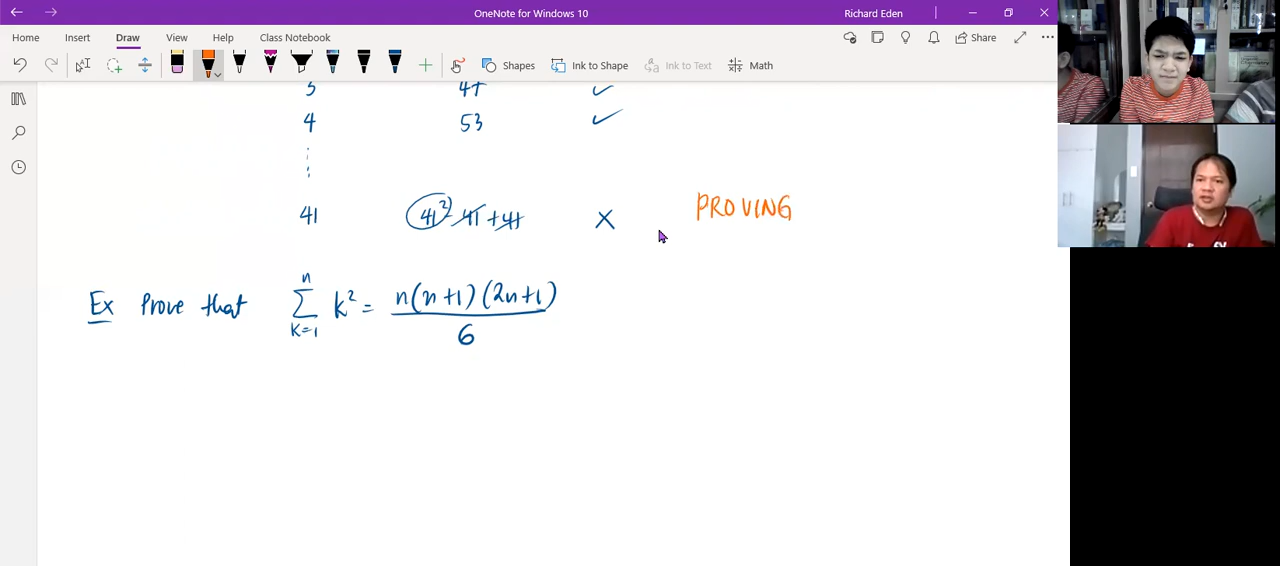 OneNote for Windows 10
Richard Eden
Home Insert Draw View Help Class Notebook
Share
Shapes Ink to Shape Ink to Text Math
3 47 ✓
4 53 ✓
⋮
41 41² - 41 + 41 ×
PROVING
Ex Prove that ∑_{k=1}^{n} k² = n(n+1)(2n+1)/6